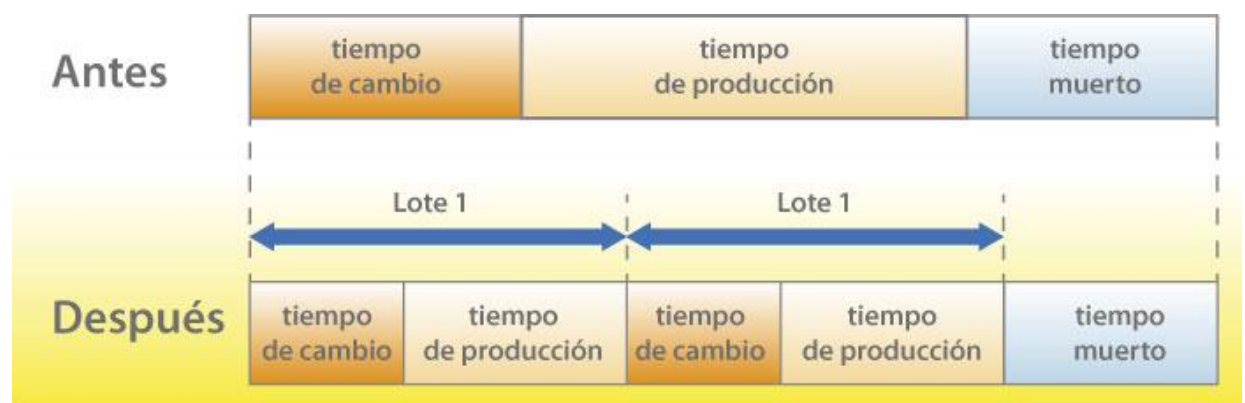 Antes
tiempo
de cambio
tiempo
de producción
tiempo
muerto
Lote 1
Lote 1
Después
tiempo
de cambio
tiempo
de producción
tiempo
de cambio
tiempo
de producción
tiempo
muerto